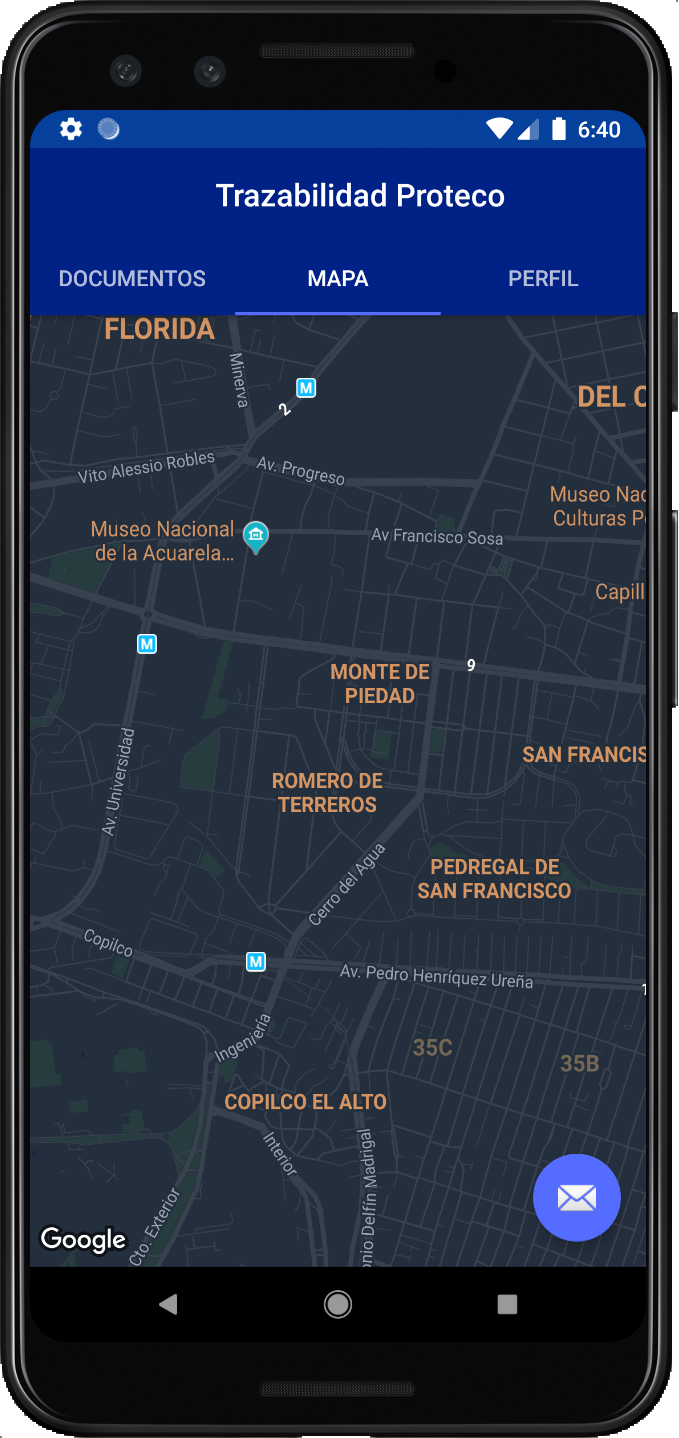 6:40
Trazabilidad Proteco
DOCUMENTOS
MAPA
PERFIL
FLORIDA
Minerva
M
2
DEL C
Vito Alessio Robles
Av. Progreso
Museo Nac
Culturas P
Museo Nacional
de la Acuarela...
Av Francisco Sosa
Capill
M
9
MONTE DE
PIEDAD
SAN FRANCIS
Av. Universidad
ROMERO DE
TERREROS
Cerro del Agua
PEDREGAL DE
SAN FRANCISCO
Copilco
M
Av. Pedro Henríquez Ureña
1
Ingeniería
35C
35B
COPILCO EL ALTO
Interior
onio Delfín Madrigal
Cto. Exterior
Google